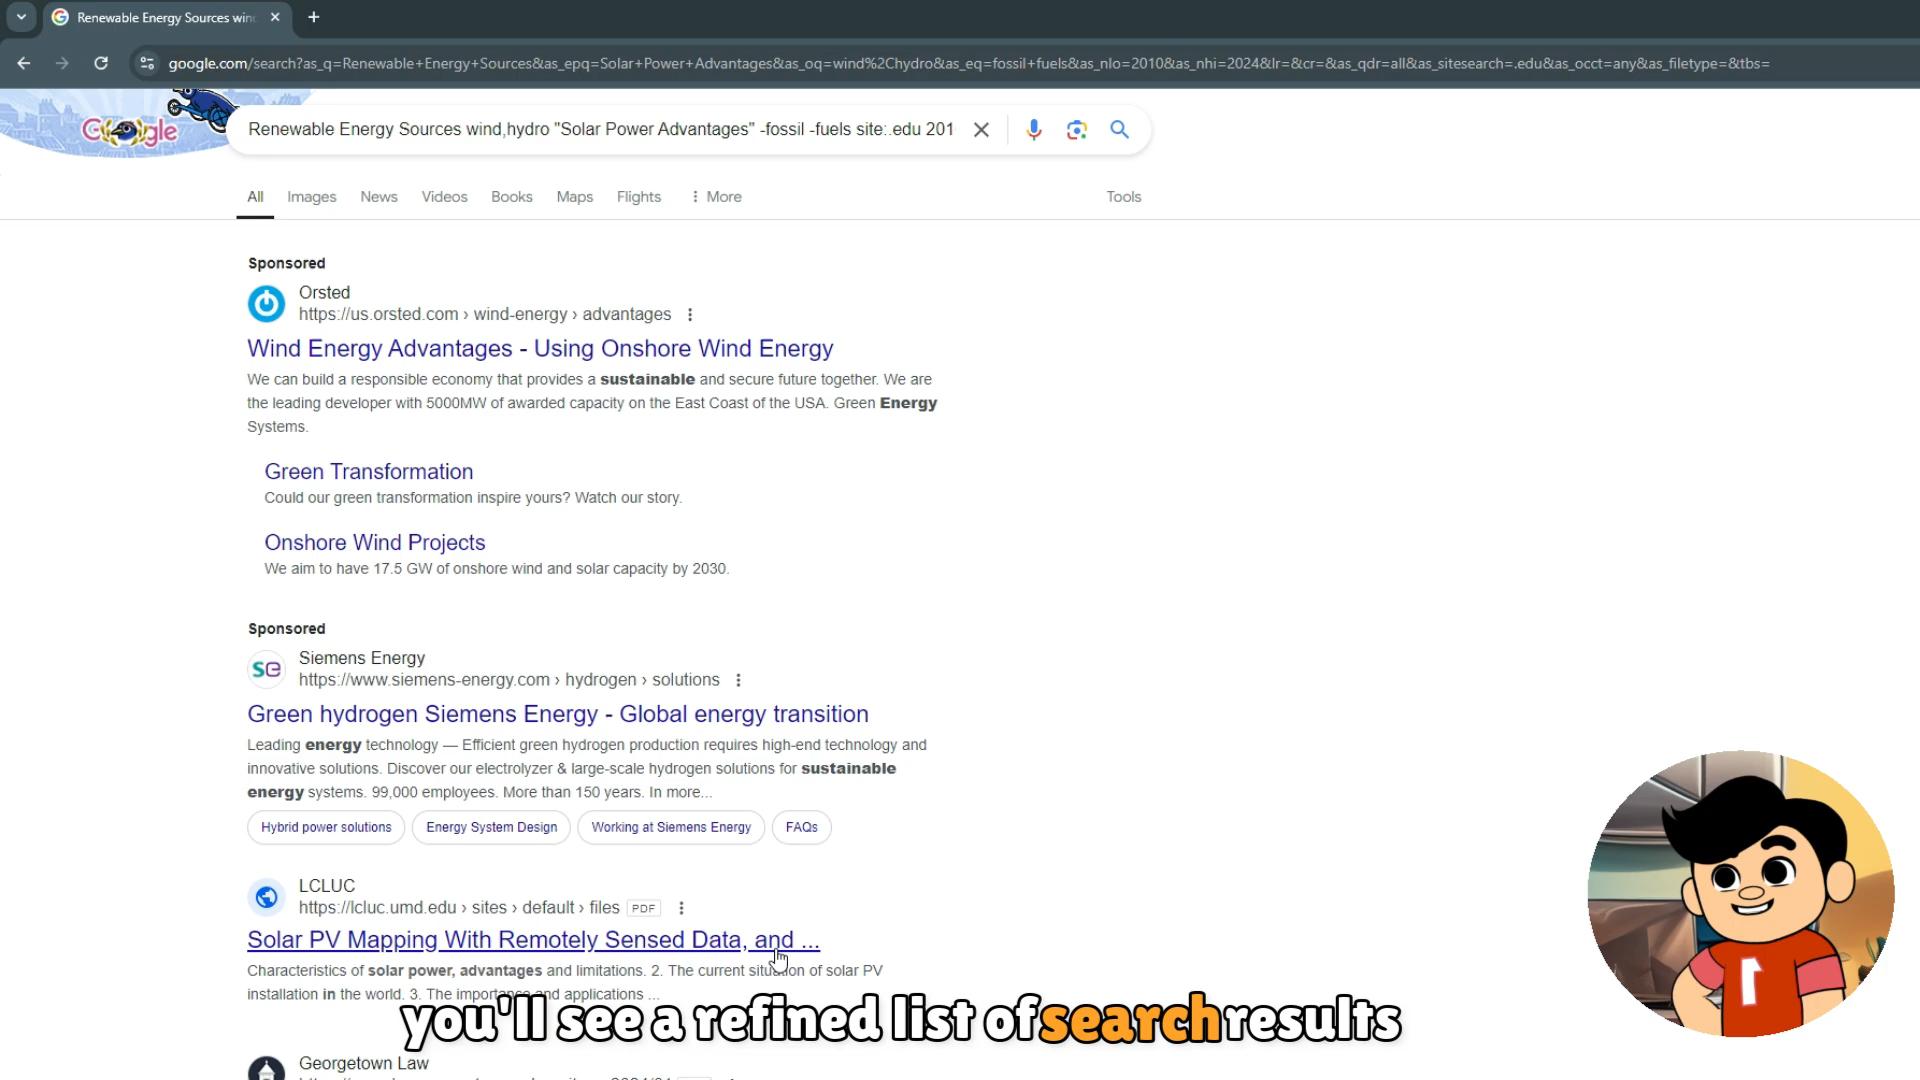 Renewable Energy Sources win
google.com/search?as_q=Renewable+Energy+Sources&as_epq=Solar+Power+Advantages&as_oq=wind%2Chydro&as_eq=fossil+fuels&as_nlo=2010&as_nhi=2024&lr=&cr=&as_qdr=all&as_sitesearch=.edu&as_occt=any&as_filetype=&tbs=
Google
Renewable Energy Sources wind,hydro "Solar Power Advantages" -fossil -fuels site:.edu 201
All Images News Videos Books Maps Flights More Tools
Sponsored
Orsted
https://us.orsted.com › wind-energy › advantages
Wind Energy Advantages - Using Onshore Wind Energy
We can build a responsible economy that provides a sustainable and secure future together. We are
the leading developer with 5000MW of awarded capacity on the East Coast of the USA. Green Energy
Systems.
Green Transformation
Could our green transformation inspire yours? Watch our story.
Onshore Wind Projects
We aim to have 17.5 GW of onshore wind and solar capacity by 2030.
Sponsored
se
Siemens Energy
https://www.siemens-energy.com › hydrogen › solutions
Green hydrogen Siemens Energy - Global energy transition
Leading energy technology — Efficient green hydrogen production requires high-end technology and
innovative solutions. Discover our electrolyzer & large-scale hydrogen solutions for sustainable
energy systems. 99,000 employees. More than 150 years. In more...
Hybrid power solutions Energy System Design Working at Siemens Energy FAQs
LCLUC
https://lcluc.umd.edu › sites › default › files PDF
Solar PV Mapping With Remotely Sensed Data, and ...
Characteristics of solar power, advantages and limitations. 2. The current situation of solar PV
installation in the world. 3. The importance and applications ...
you'll see a refined list of search results
Georgetown Law
1